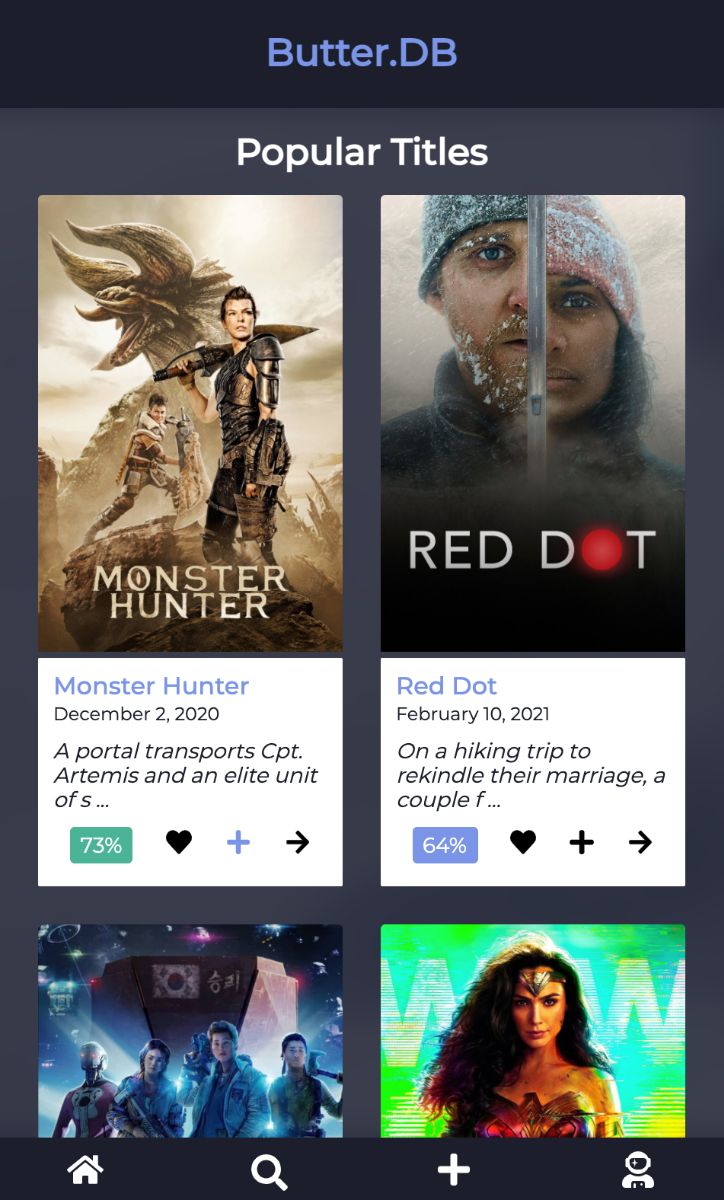 Butter.DB
Popular Titles
MONSTER
HUNTER
RED DOT
Monster Hunter
December 2, 2020
A portal transports Cpt.
Artemis and an elite unit
of s ...
73%
Red Dot
February 10, 2021
On a hiking trip to
rekindle their marriage, a
couple f ...
64%
승리
WW